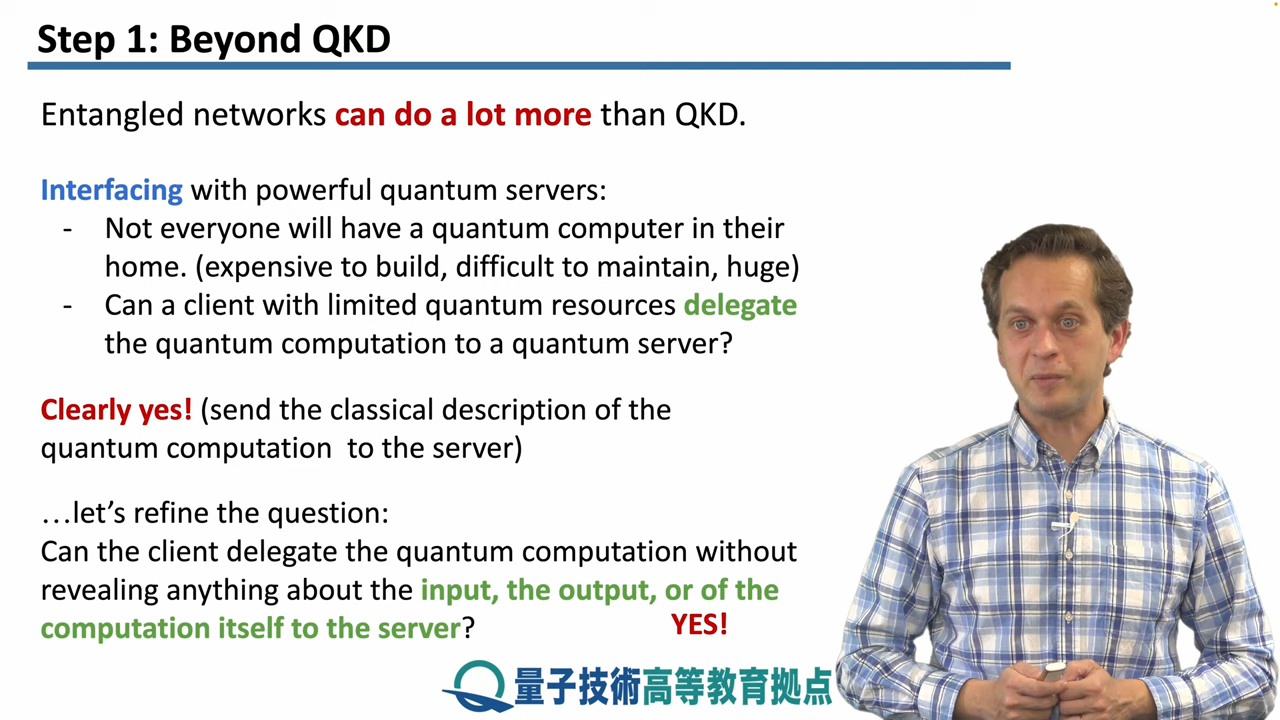 Step 1: Beyond QKD
Entangled networks can do a lot more than QKD.
Interfacing with powerful quantum servers:
- Not everyone will have a quantum computer in their
home. (expensive to build, difficult to maintain, huge)
- Can a client with limited quantum resources delegate
the quantum computation to a quantum server?
Clearly yes! (send the classical description of the
quantum computation to the server)
...let's refine the question:
Can the client delegate the quantum computation without
revealing anything about the input, the output, or of the
computation itself to the server?
YES!
量子技術高等教育拠点